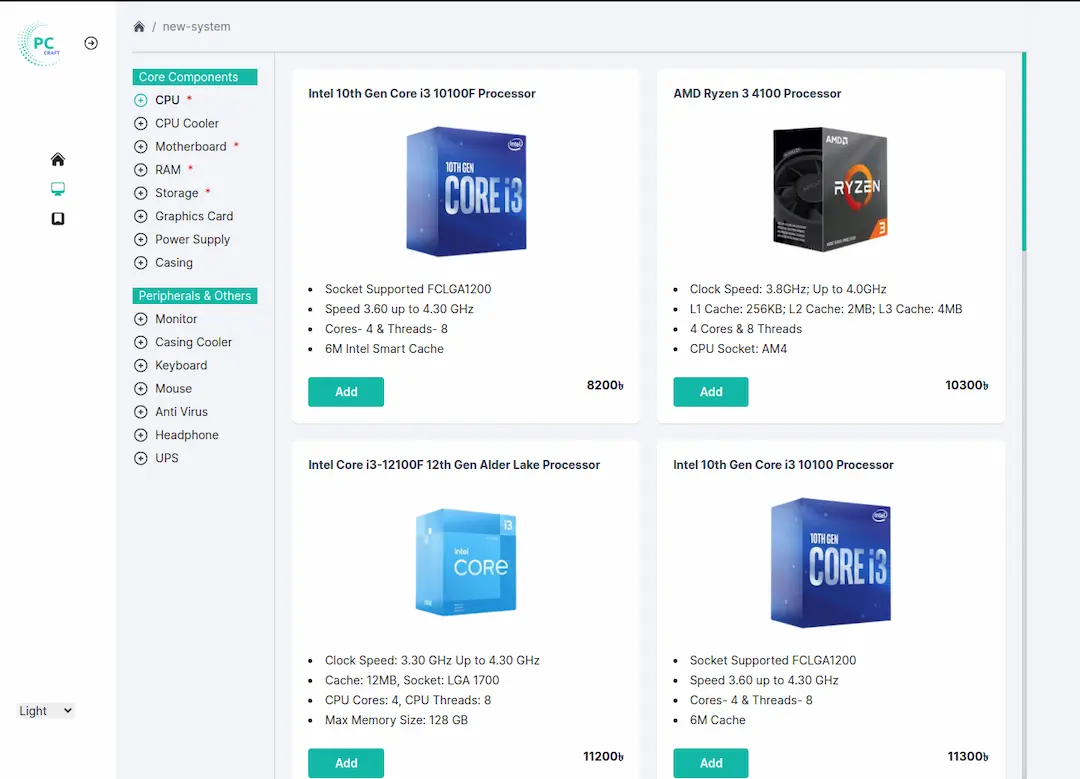 PC
CRAFT
/ new-system
Core Components
CPU *
CPU Cooler
Motherboard *
RAM *
Storage *
Graphics Card
Power Supply
Casing
Peripherals & Others
Monitor
Casing Cooler
Keyboard
Mouse
Anti Virus
Headphone
UPS
Light
Intel 10th Gen Core i3 10100F Processor
intel
10TH GEN
CORE i3
• Socket Supported FCLGA1200
• Speed 3.60 up to 4.30 GHz
• Cores- 4 & Threads- 8
• 6M Intel Smart Cache
Add
8200৳
AMD Ryzen 3 4100 Processor
AMD
RYZEN
3
• Clock Speed: 3.8GHz; Up to 4.0GHz
• L1 Cache: 256KB; L2 Cache: 2MB; L3 Cache: 4MB
• 4 Cores & 8 Threads
• CPU Socket: AM4
Add
10300৳
Intel Core i3-12100F 12th Gen Alder Lake Processor
i3
intel
CORE
• Clock Speed: 3.30 GHz Up to 4.30 GHz
• Cache: 12MB, Socket: LGA 1700
• CPU Cores: 4, CPU Threads: 8
• Max Memory Size: 128 GB
Add
11200৳
Intel 10th Gen Core i3 10100 Processor
intel
10TH GEN
CORE i3
• Socket Supported FCLGA1200
• Speed 3.60 up to 4.30 GHz
• Cores- 4 & Threads- 8
• 6M Cache
Add
11300৳